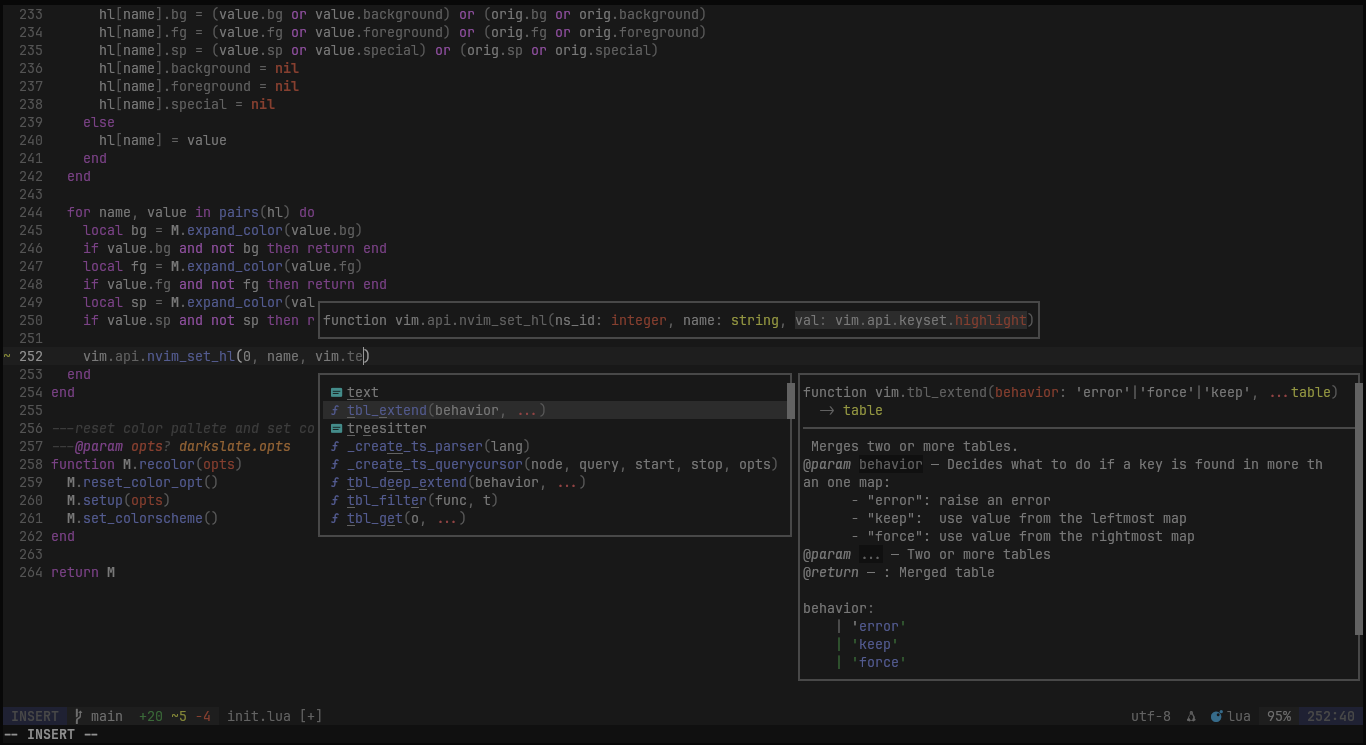 233       hl[name].bg = (value.bg or value.background) or (orig.bg or orig.background)
234       hl[name].fg = (value.fg or value.foreground) or (orig.fg or orig.foreground)
235       hl[name].sp = (value.sp or value.special) or (orig.sp or orig.special)
236       hl[name].background = nil
237       hl[name].foreground = nil
238       hl[name].special = nil
239     else
240       hl[name] = value
241     end
242   end
243
244   for name, value in pairs(hl) do
245     local bg = M.expand_color(value.bg)
246     if value.bg and not bg then return end
247     local fg = M.expand_color(value.fg)
248     if value.fg and not fg then return end
249     local sp = M.expand_color(val
250     if value.sp and not sp then r
function vim.api.nvim_set_hl(ns_id: integer, name: string, val: vim.api.keyset.highlight)
251
~ 252     vim.api.nvim_set_hl(0, name, vim.te)
253   end
254 end
255
256 ---reset color pallete and set co
257 ---@param opts? darkslate.opts
258 function M.recolor(opts)
259   M.reset_color_opt()
260   M.setup(opts)
261   M.set_colorscheme()
262 end
263
264 return M
text
ƒ tbl_extend(behavior, ...)
treesitter
ƒ _create_ts_parser(lang)
ƒ _create_ts_querycursor(node, query, start, stop, opts)
ƒ tbl_deep_extend(behavior, ...)
ƒ tbl_filter(func, t)
ƒ tbl_get(o, ...)
function vim.tbl_extend(behavior: 'error'|'force'|'keep', ...table)
  -> table
Merges two or more tables.
@param behavior — Decides what to do if a key is found in more th
an one map:
      - "error": raise an error
      - "keep":  use value from the leftmost map
      - "force": use value from the rightmost map
@param ... — Two or more tables
@return — : Merged table
behavior:
    | 'error'
    | 'keep'
    | 'force'
INSERT main +20 ~5 -4 init.lua [+] utf-8 lua 95% 252:40
-- INSERT --